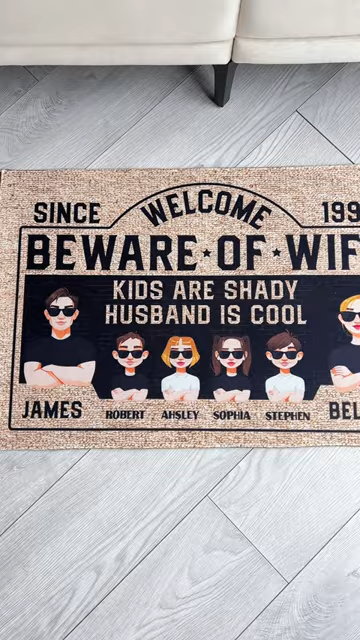 WELCOME
SINCE 199
BEWARE★OF★WIF
KIDS ARE SHADY
HUSBAND IS COOL
JAMES ROBERT AHSLEY SOPHIA STEPHEN BEL